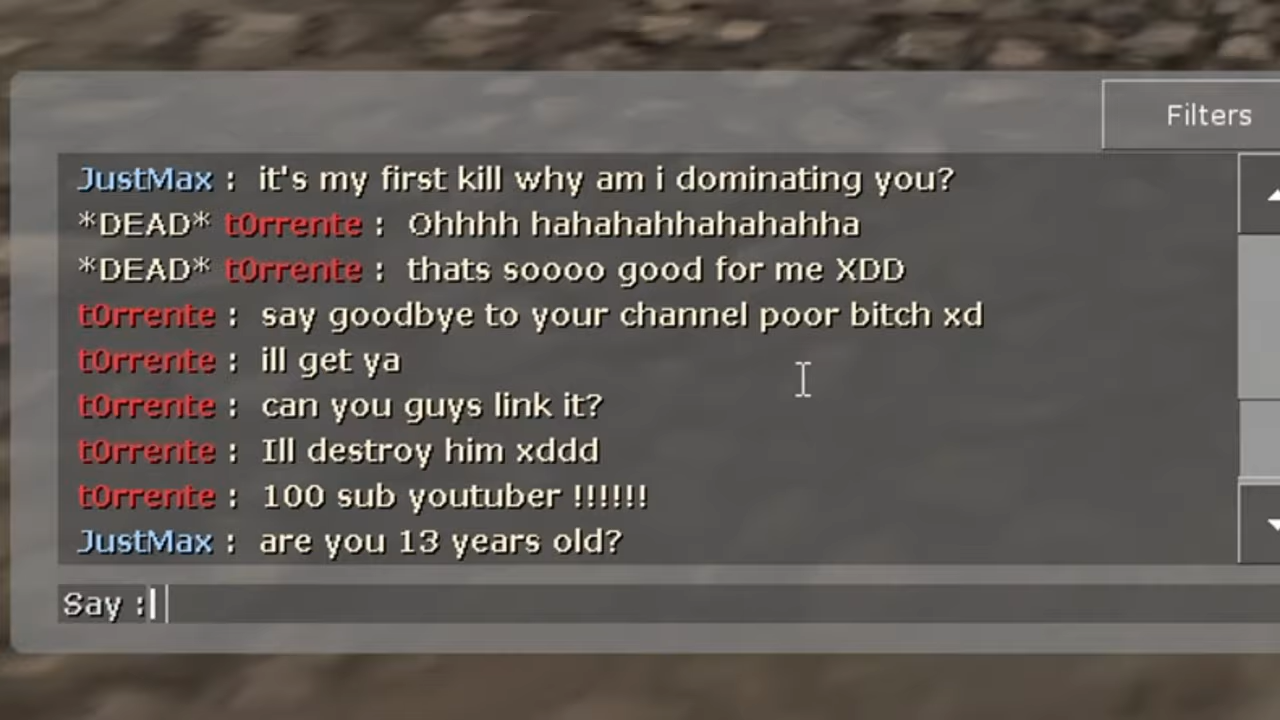 Filters
JustMax : it's my first kill why am i dominating you?
*DEAD* t0rrente : Ohhhh hahahahhahahahha
*DEAD* t0rrente : thats soooo good for me XDD
t0rrente : say goodbye to your channel poor bitch xd
t0rrente : ill get ya
t0rrente : can you guys link it?
t0rrente : Ill destroy him xddd
t0rrente : 100 sub youtuber !!!!!!
JustMax : are you 13 years old?
Say :